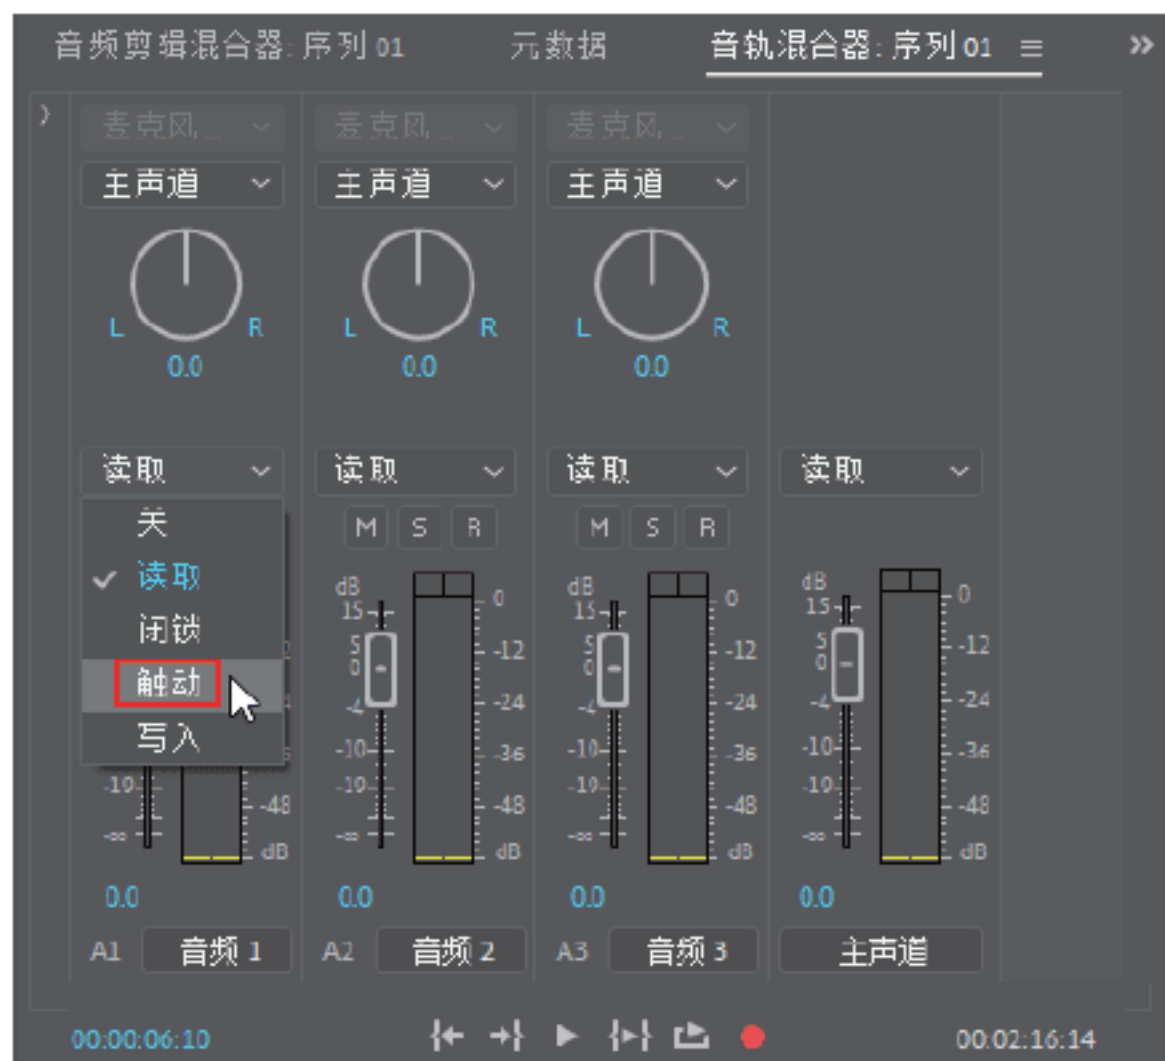 音频剪辑混合器: 序列 01 元数据 音轨混合器: 序列 01 ≡ »
麦克风... 麦克风... 麦克风...
主声道 主声道 主声道
L R L R L R
0.0 0.0 0.0
读取 读取 读取 读取
关
M S R M S R
读取
闭锁
触动
写入
dB dB dB
15 0 15 0 15 0
5 -12 5 -12 5 -12
0 0 0
-4 -24 -4 -24 -4 -24
-10 -36 -10 -36 -10 -36
-19 -48 -19 -48 -19 -48 -19 -48
-∞ dB -∞ dB -∞ dB -∞ dB
0.0 0.0 0.0 0.0
A1 音频 1 A2 音频 2 A3 音频 3 主声道
00:00:06:10 00:02:16:14